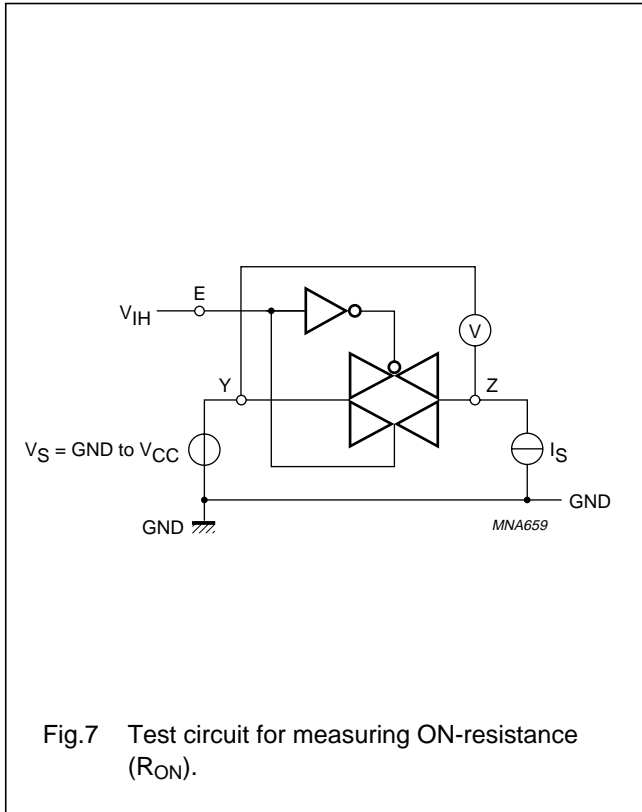 E
V_IH
V
Y
Z
V_S = GND to V_CC
I_S
GND
GND
MNA659
Fig.7 Test circuit for measuring ON-resistance
(R_ON).